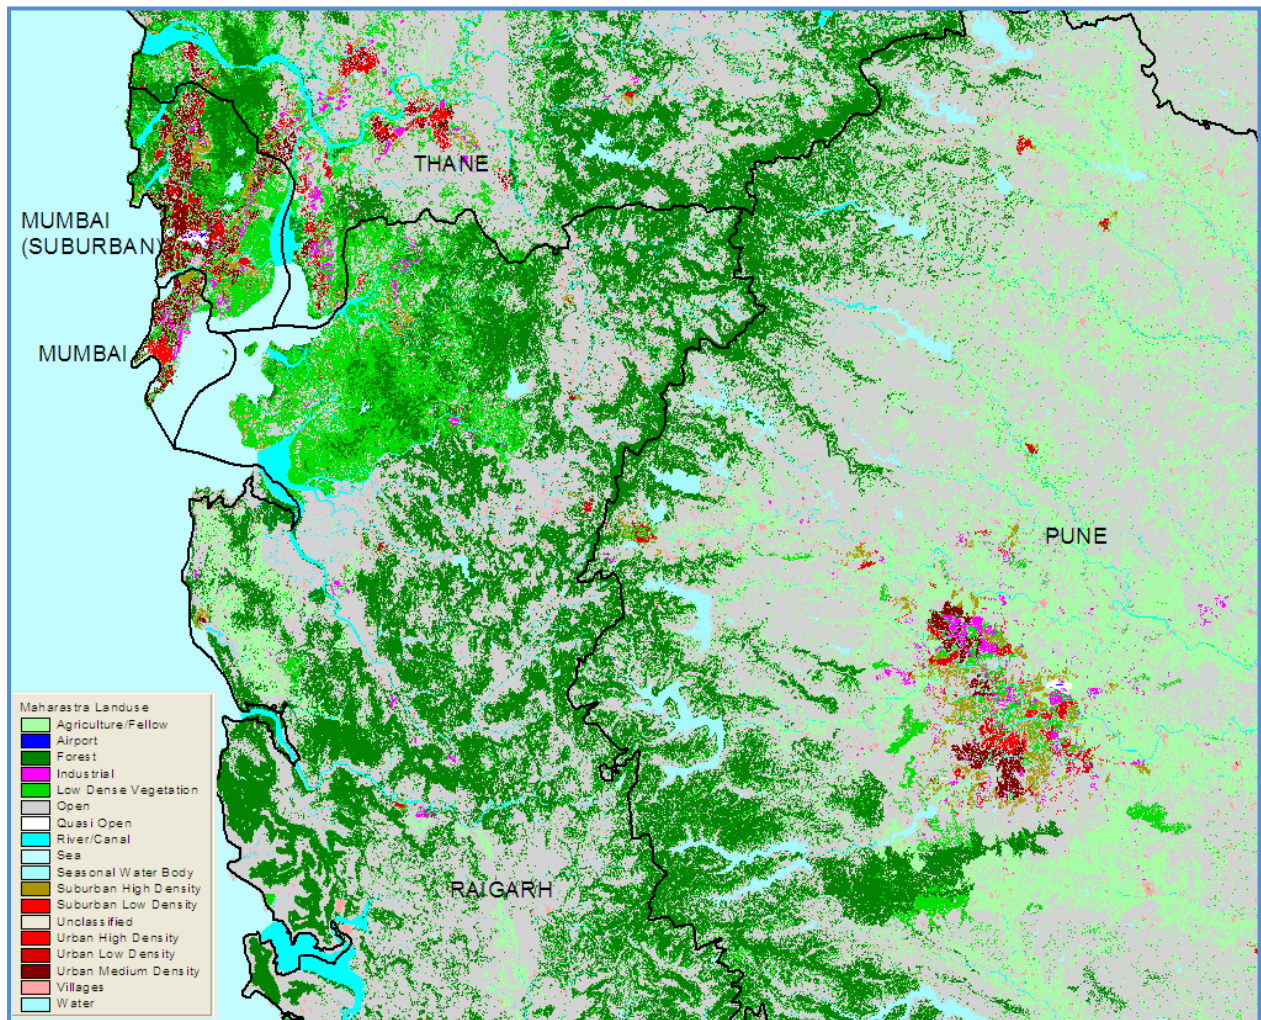 THANE
MUMBAI
(SUBURBAN)
MUMBAI
PUNE
RAIGARH
Maharastra Landuse
Agriculture/Fellow
Airport
Forest
Industrial
Low Dense Vegetation
Open
Quasi Open
River/Canal
Sea
Seasonal Water Body
Suburban High Density
Suburban Low Density
Unclassified
Urban High Density
Urban Low Density
Urban Medium Density
Villages
Water